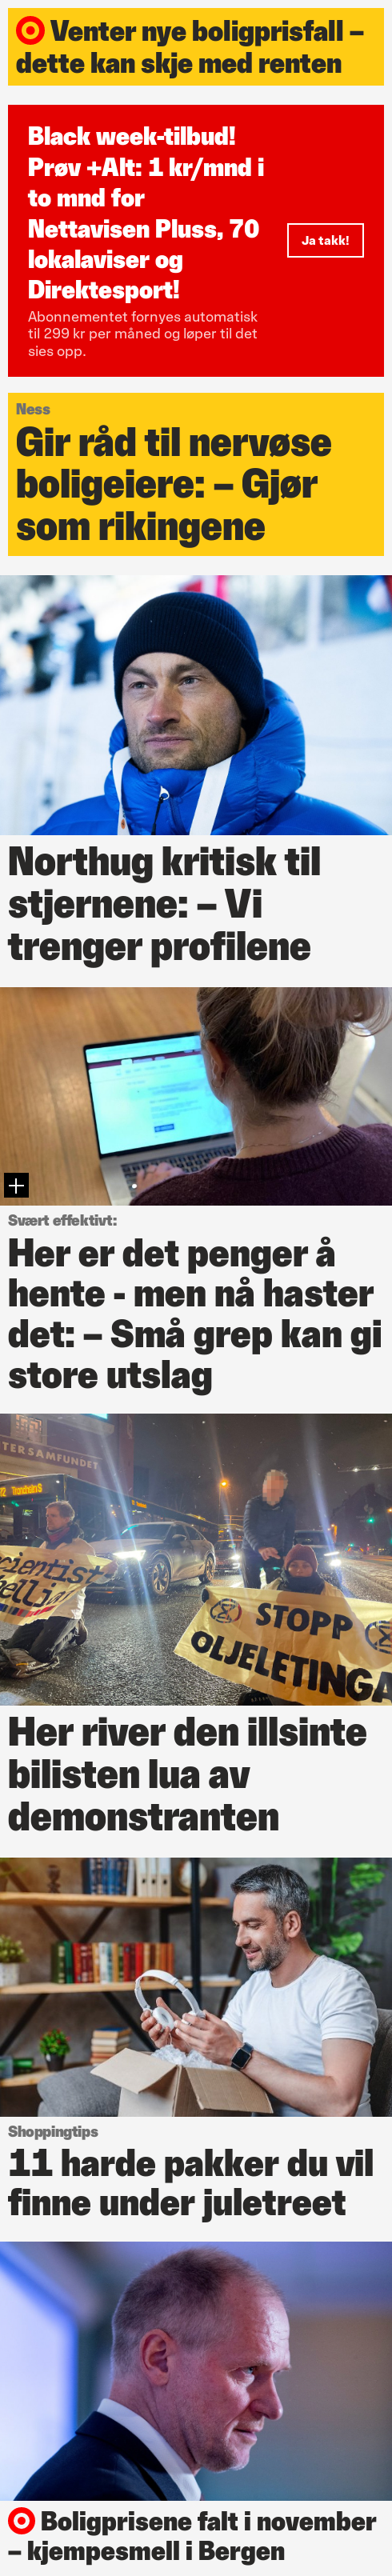 Venter nye boligprisfall –
dette kan skje med renten
Black week-tilbud!
Prøv +Alt: 1 kr/mnd i
to mnd for
Nettavisen Pluss, 70
lokalaviser og
Direktesport!
Ja takk!
Abonnementet fornyes automatisk
til 299 kr per måned og løper til det
sies opp.
Ness
Gir råd til nervøse
boligeiere: – Gjør
som rikingene
Northug kritisk til
stjernene: – Vi
trenger profilene
Svært effektivt:
Her er det penger å
hente - men nå haster
det: – Små grep kan gi
store utslag
TERSAMFUNDET
72 TrondheimS
cientist
bellio
STOPP
OLJELETINGA
Her river den illsinte
bilisten lua av
demonstranten
Shoppingtips
11 harde pakker du vil
finne under juletreet
Boligprisene falt i november
– kjempesmell i Bergen